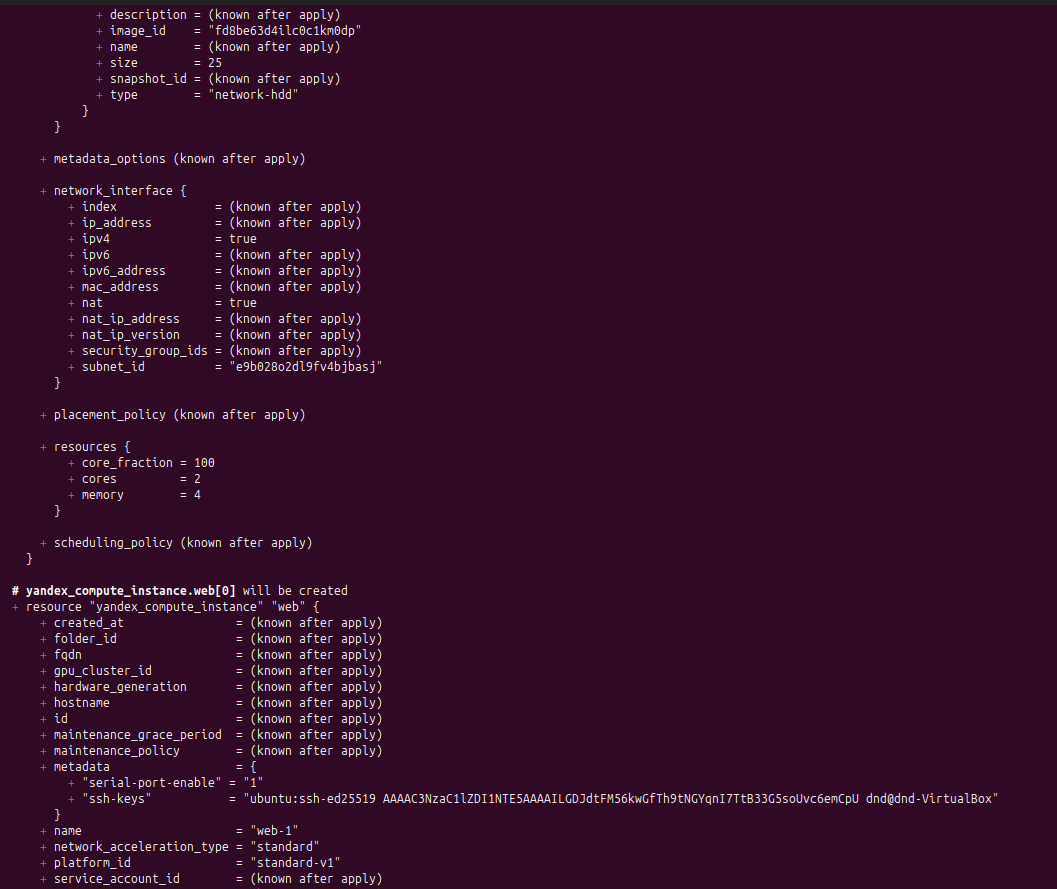 + description = (known after apply)
+ image_id    = "fd8be63d4ilc0c1km0dp"
+ name        = (known after apply)
+ size        = 25
+ snapshot_id = (known after apply)
+ type        = "network-hdd"
}
}
+ metadata_options (known after apply)
+ network_interface {
+ index              = (known after apply)
+ ip_address         = (known after apply)
+ ipv4               = true
+ ipv6               = (known after apply)
+ ipv6_address       = (known after apply)
+ mac_address        = (known after apply)
+ nat                = true
+ nat_ip_address     = (known after apply)
+ nat_ip_version     = (known after apply)
+ security_group_ids = (known after apply)
+ subnet_id          = "e9b028o2dl9fv4bjbasj"
}
+ placement_policy (known after apply)
+ resources {
+ core_fraction = 100
+ cores         = 2
+ memory        = 4
}
+ scheduling_policy (known after apply)
}
# yandex_compute_instance.web[0] will be created
+ resource "yandex_compute_instance" "web" {
+ created_at                = (known after apply)
+ folder_id                 = (known after apply)
+ fqdn                      = (known after apply)
+ gpu_cluster_id            = (known after apply)
+ hardware_generation       = (known after apply)
+ hostname                  = (known after apply)
+ id                        = (known after apply)
+ maintenance_grace_period  = (known after apply)
+ maintenance_policy        = (known after apply)
+ metadata                  = {
+ "serial-port-enable" = "1"
+ "ssh-keys"           = "ubuntu:ssh-ed25519 AAAAC3NzaC1lZDI1NTE5AAAAILGDJdtFM56kwGfTh9tNGYqnI7TtB33G5soUvc6emCpU dnd@dnd-VirtualBox"
}
+ name                      = "web-1"
+ network_acceleration_type = "standard"
+ platform_id               = "standard-v1"
+ service_account_id        = (known after apply)